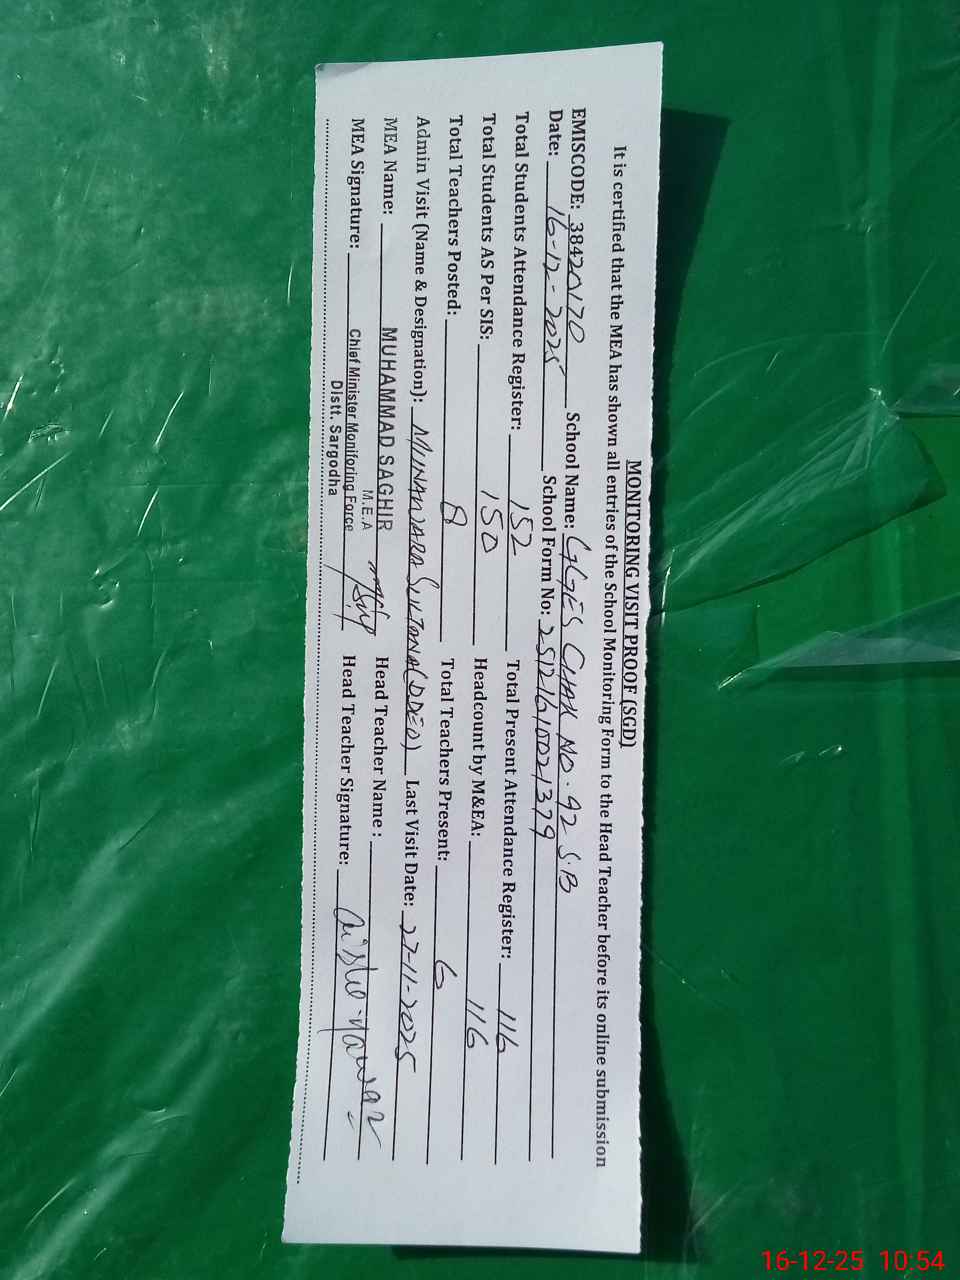 MONITORING VISIT PROOF (SGD)
It is certified that the MEA has shown all entries of the School Monitoring Form to the Head Teacher before its online submission
EMISCODE: 38420170 School Name: GGES CHAK NO. 92 S.B
Date: 16-12-2025 School Form No: 25121610021379
Total Students Attendance Register: 152 Total Present Attendance Register: 116
Total Students AS Per SIS: 150 Headcount by M&EA: 116
Total Teachers Posted: 8 Total Teachers Present: 6
Admin Visit (Name & Designation): MUNAWARA SULTANA (DDEO) Last Visit Date: 27-11-2025
MEA Name: MUHAMMAD SAGHIR Head Teacher Name :
M.E.A
MEA Signature: Chief Minister Monitoring Force Head Teacher Signature:
Distt. Sargodha
16-12-25 10:54